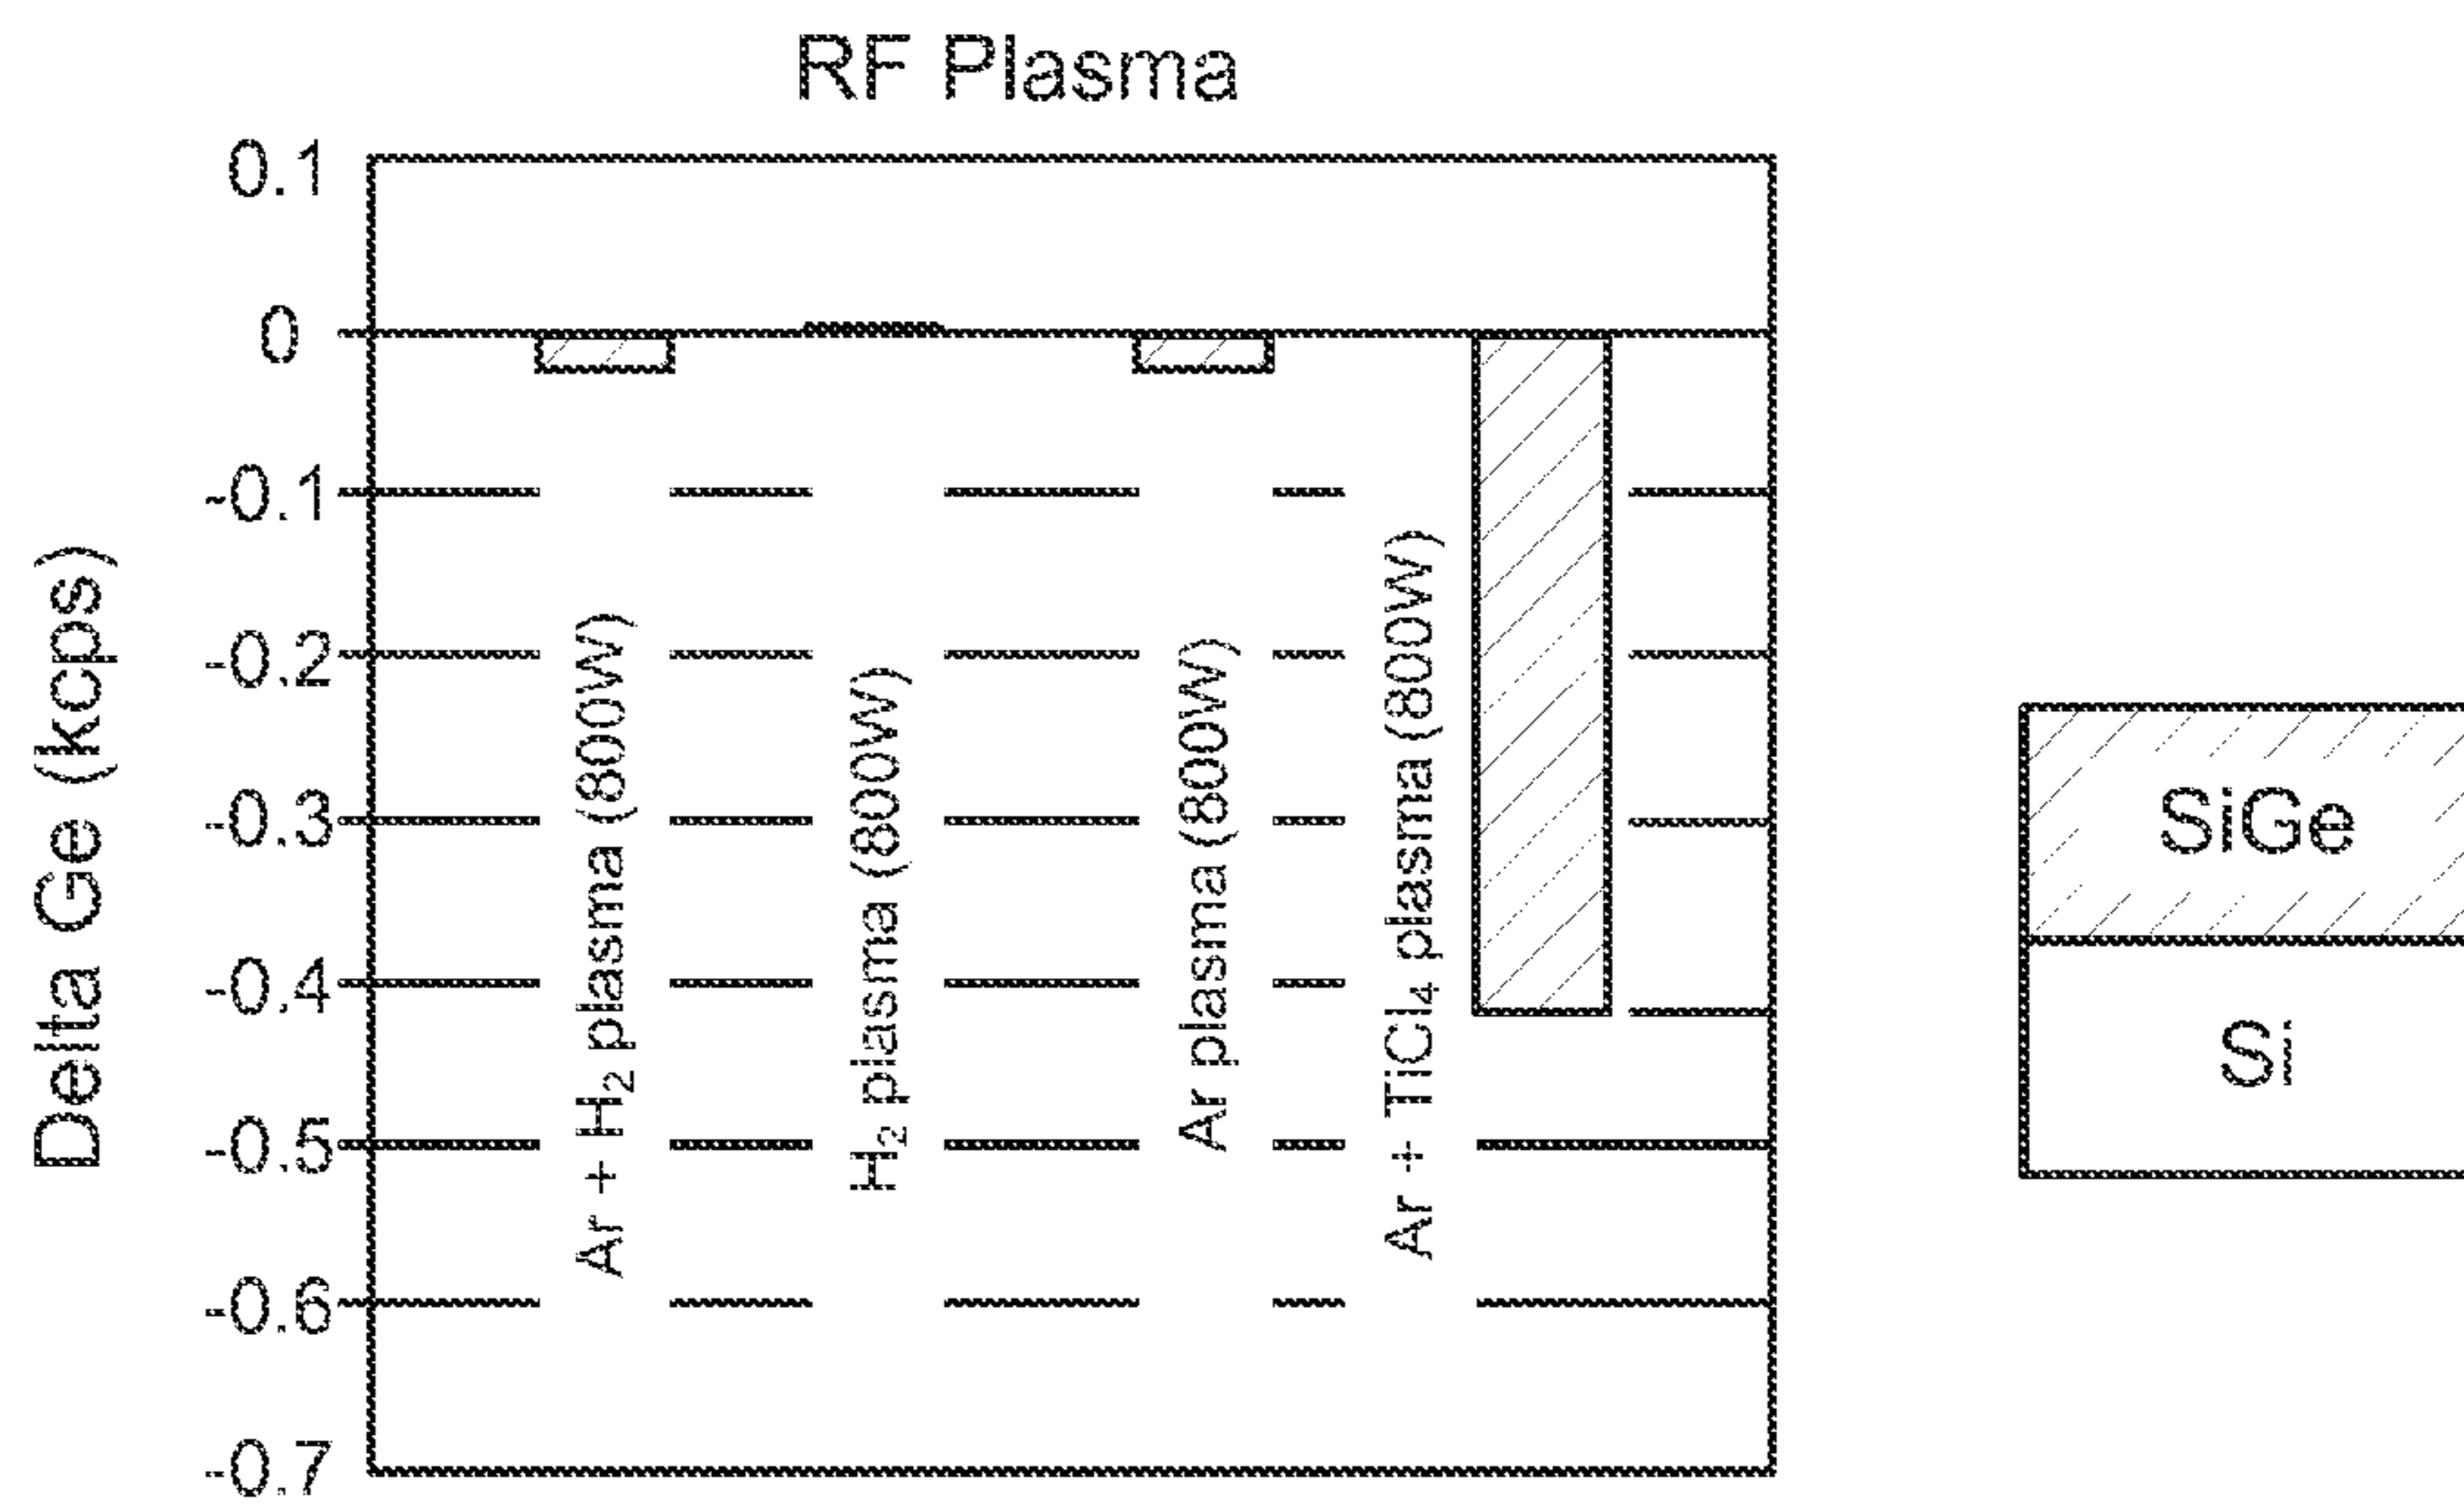 RF Plasma
Delta Ge (kcps)
0.1
0
-0.1
-0.2
-0.3
-0.4
-0.5
-0.6
-0.7
Ar + H₂ plasma (800W)
H₂ plasma (800W)
Ar plasma (800W)
Ar + TiCl₄ plasma (800W)
SiGe
Si